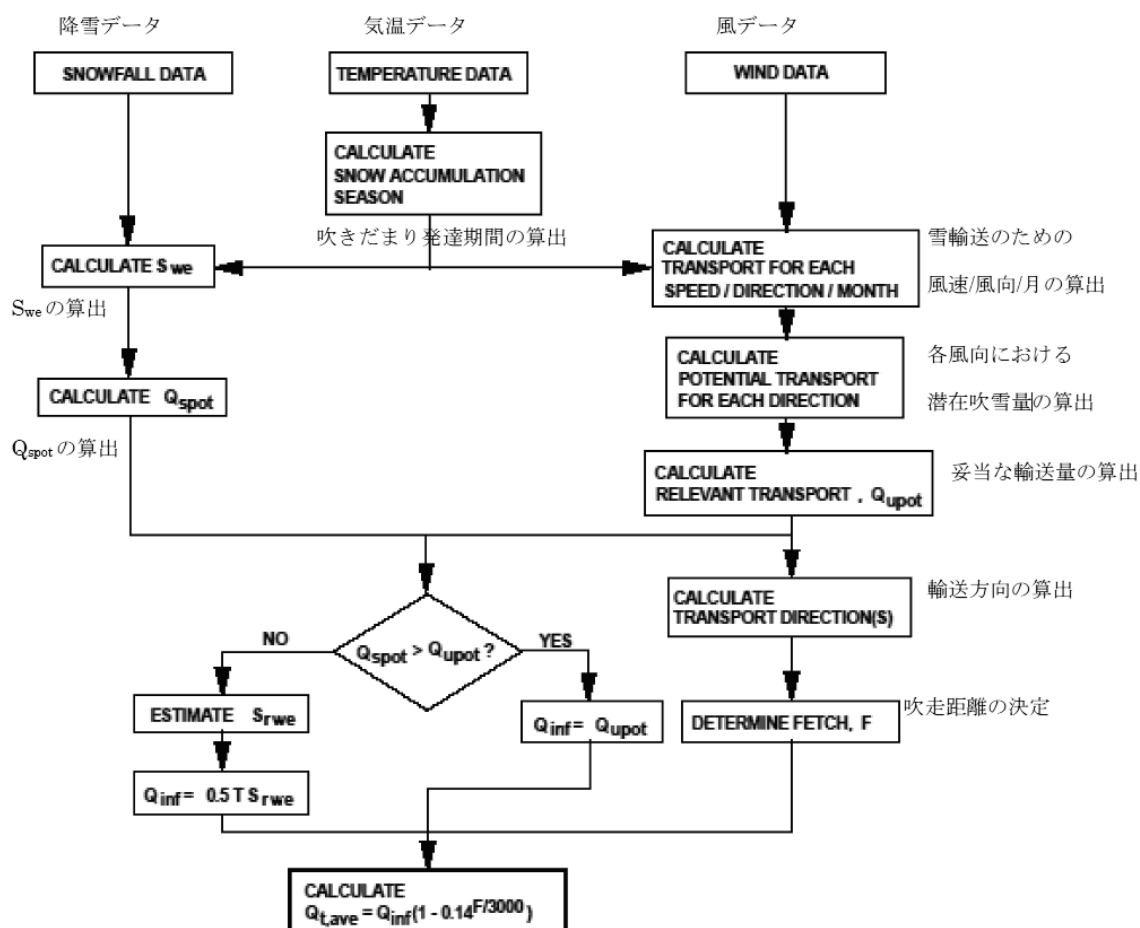 降雪データ
気温データ
風データ
SNOWFALL DATA
TEMPERATURE DATA
WIND DATA
CALCULATE
SNOW ACCUMULATION
SEASON
吹きだまり発達期間の算出
CALCULATE Swe
Sweの算出
CALCULATE
TRANSPORT FOR EACH
SPEED / DIRECTION / MONTH
雪輸送のための
風速/風向/月の算出
CALCULATE
POTENTIAL TRANSPORT
FOR EACH DIRECTION
各風向における
潜在吹雪量の算出
CALCULATE Qspot
Qspotの算出
CALCULATE
RELEVANT TRANSPORT , Qupot
妥当な輸送量の算出
CALCULATE
TRANSPORT DIRECTION(S)
輸送方向の算出
NO
Qspot > Qupot ?
YES
ESTIMATE Srwe
Qinf = Qupot
DETERMINE FETCH, F
吹走距離の決定
Qinf = 0.5 T Srwe
CALCULATE
Qt,ave = Qinf(1 - 0.14F/3000)